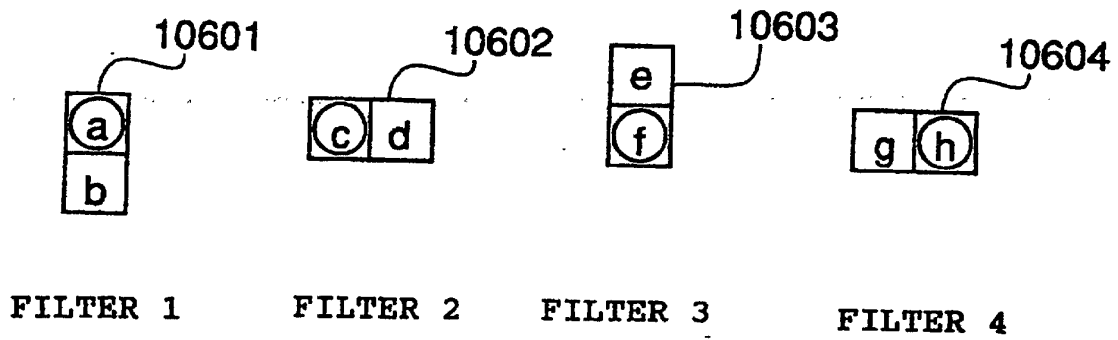 10601
10602
10603
10604
a
b
c d
e
f
g h
FILTER 1
FILTER 2
FILTER 3
FILTER 4